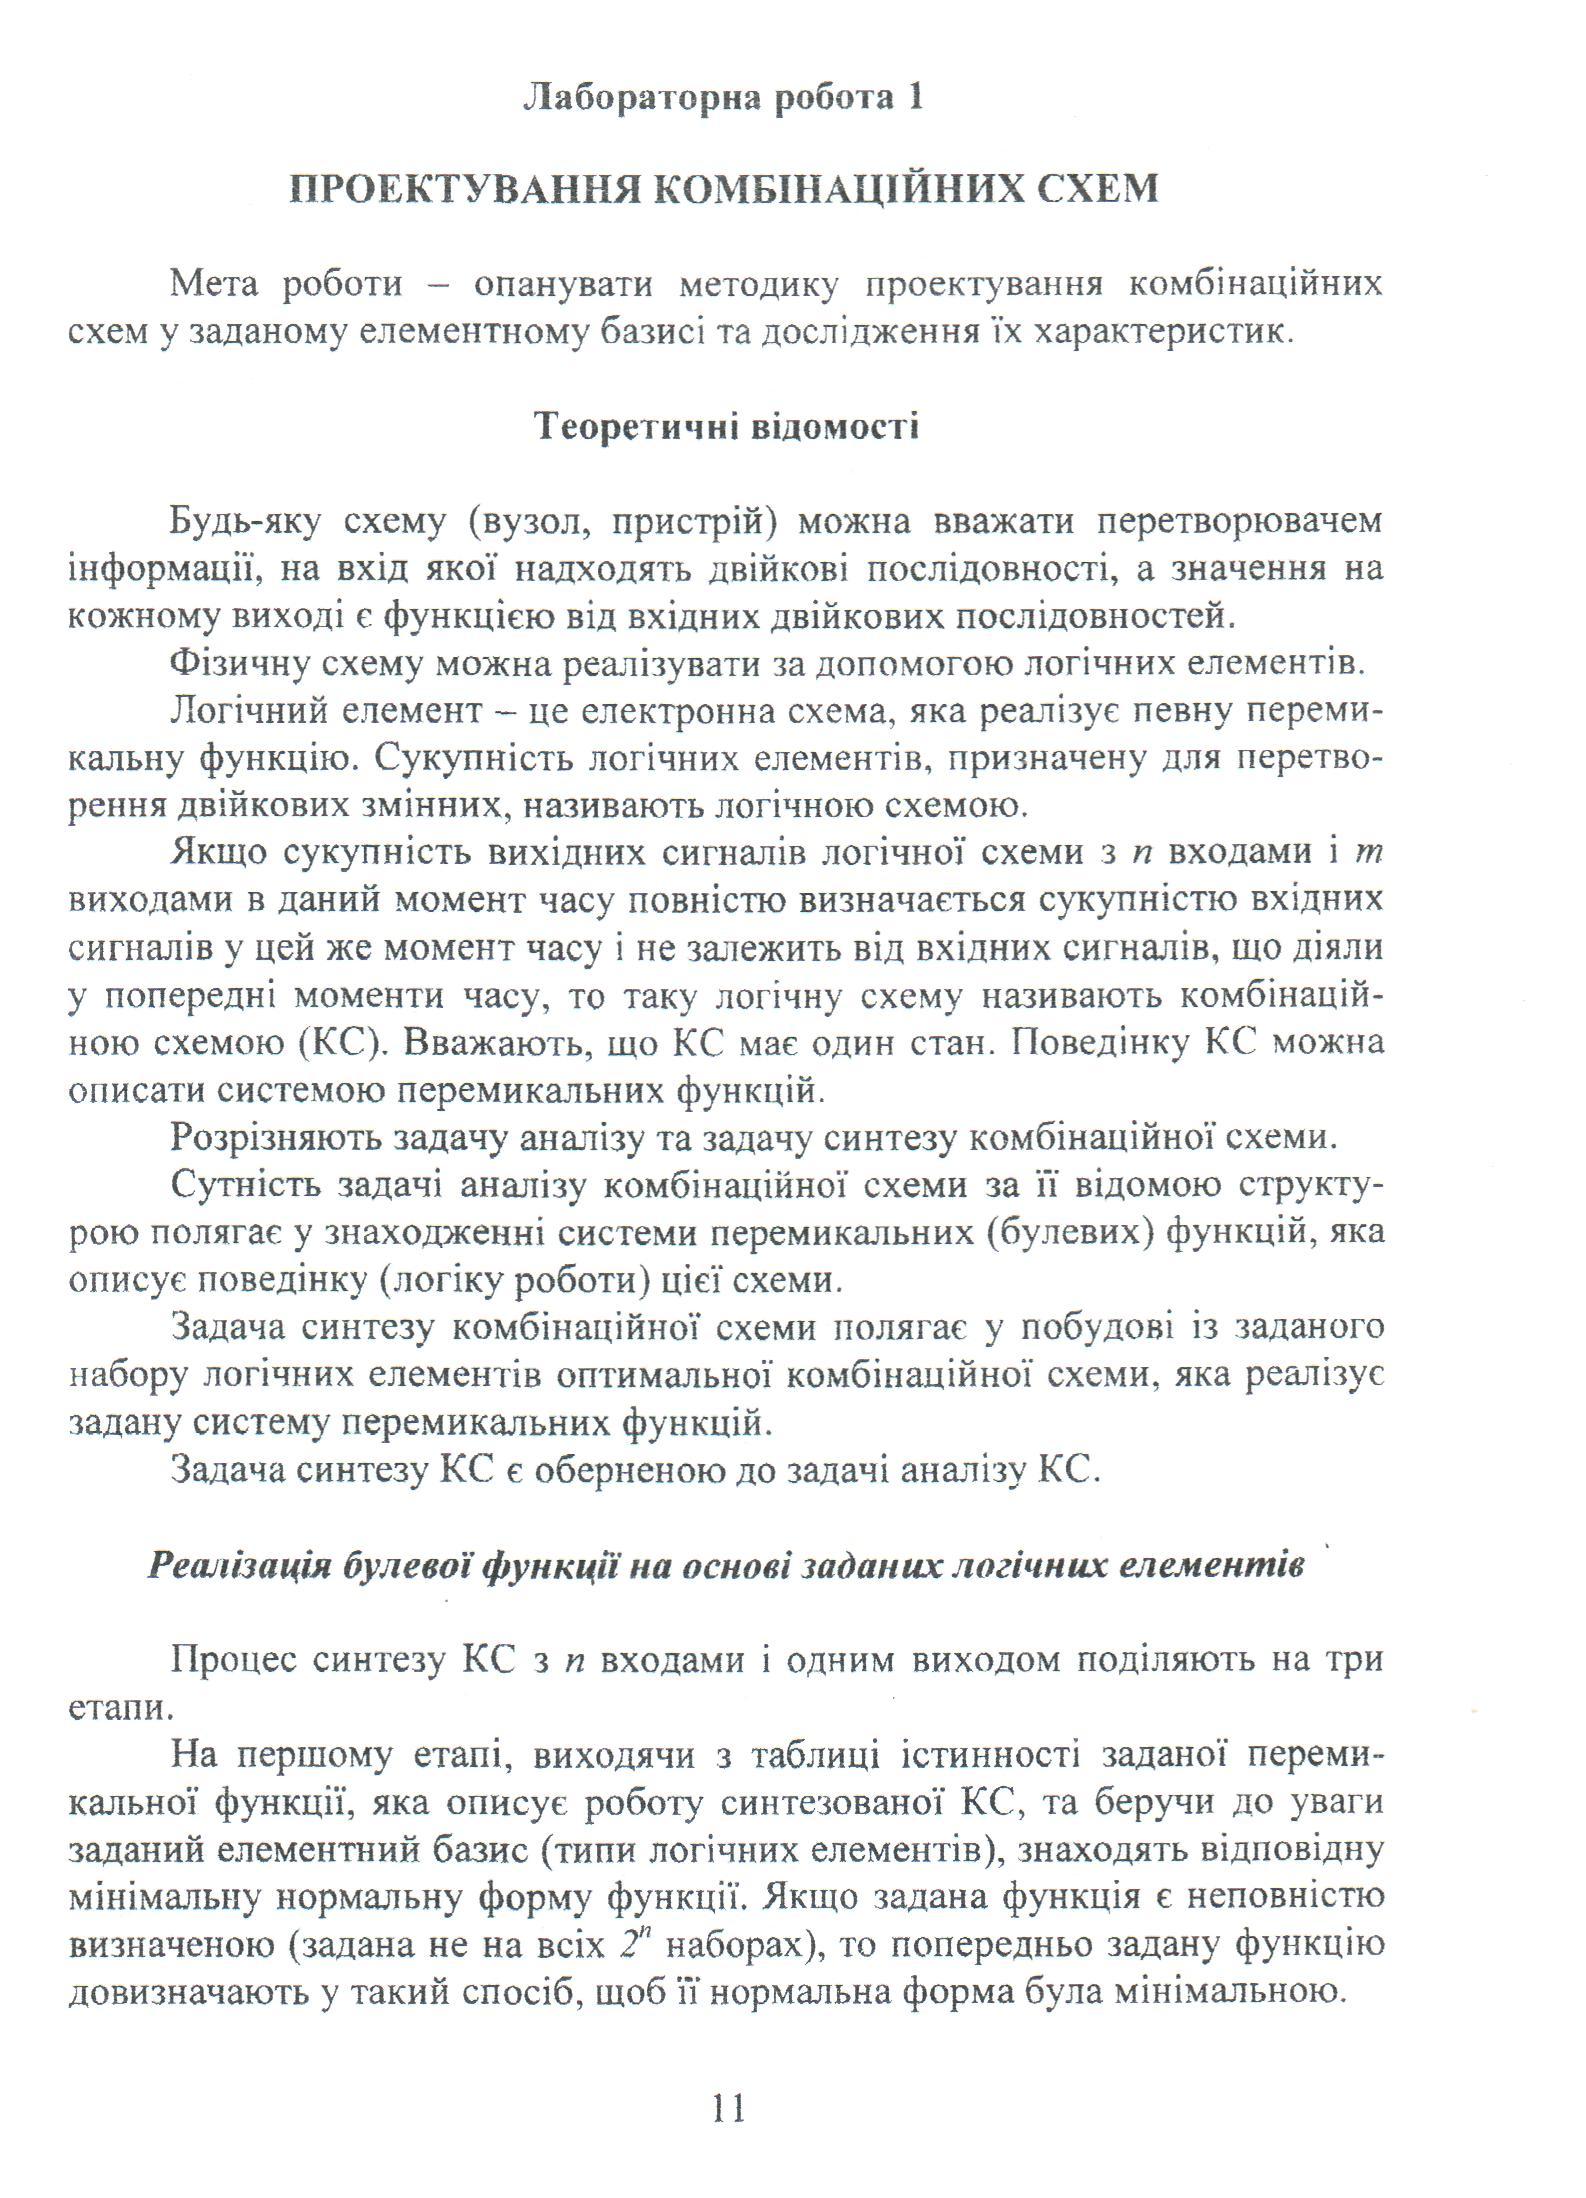 Лабораторна робота 1
ПРОЕКТУВАННЯ КОМБІНАЦІЙНИХ СХЕМ
Мета роботи – опанувати методику проектування комбінаційних
схем у заданому елементному базисі та дослідження їх характеристик.
Теоретичні відомості
Будь-яку схему (вузол, пристрій) можна вважати перетворювачем
інформації, на вхід якої надходять двійкові послідовності, а значення на
кожному виході є функцією від вхідних двійкових послідовностей.
Фізичну схему можна реалізувати за допомогою логічних елементів.
Логічний елемент – це електронна схема, яка реалізує певну переми-
кальну функцію. Сукупність логічних елементів, призначену для перетво-
рення двійкових змінних, називають логічною схемою.
Якщо сукупність вихідних сигналів логічної схеми з n входами і m
виходами в даний момент часу повністю визначається сукупністю вхідних
сигналів у цей же момент часу і не залежить від вхідних сигналів, що діяли
у попередні моменти часу, то таку логічну схему називають комбінацій-
ною схемою (КС). Вважають, що КС має один стан. Поведінку КС можна
описати системою перемикальних функцій.
Розрізняють задачу аналізу та задачу синтезу комбінаційної схеми.
Сутність задачі аналізу комбінаційної схеми за її відомою структу-
рою полягає у знаходженні системи перемикальних (булевих) функцій, яка
описує поведінку (логіку роботи) цієї схеми.
Задача синтезу комбінаційної схеми полягає у побудові із заданого
набору логічних елементів оптимальної комбінаційної схеми, яка реалізує
задану систему перемикальних функцій.
Задача синтезу КС є оберненою до задачі аналізу КС.
Реалізація булевої функції на основі заданих логічних елементів
Процес синтезу КС з n входами і одним виходом поділяють на три
етапи.
На першому етапі, виходячи з таблиці істинності заданої переми-
кальної функції, яка описує роботу синтезованої КС, та беручи до уваги
заданий елементний базис (типи логічних елементів), знаходять відповідну
мінімальну нормальну форму функції. Якщо задана функція є неповністю
визначеною (задана не на всіх 2ⁿ наборах), то попередньо задану функцію
довизначають у такий спосіб, щоб її нормальна форма була мінімальною.
11